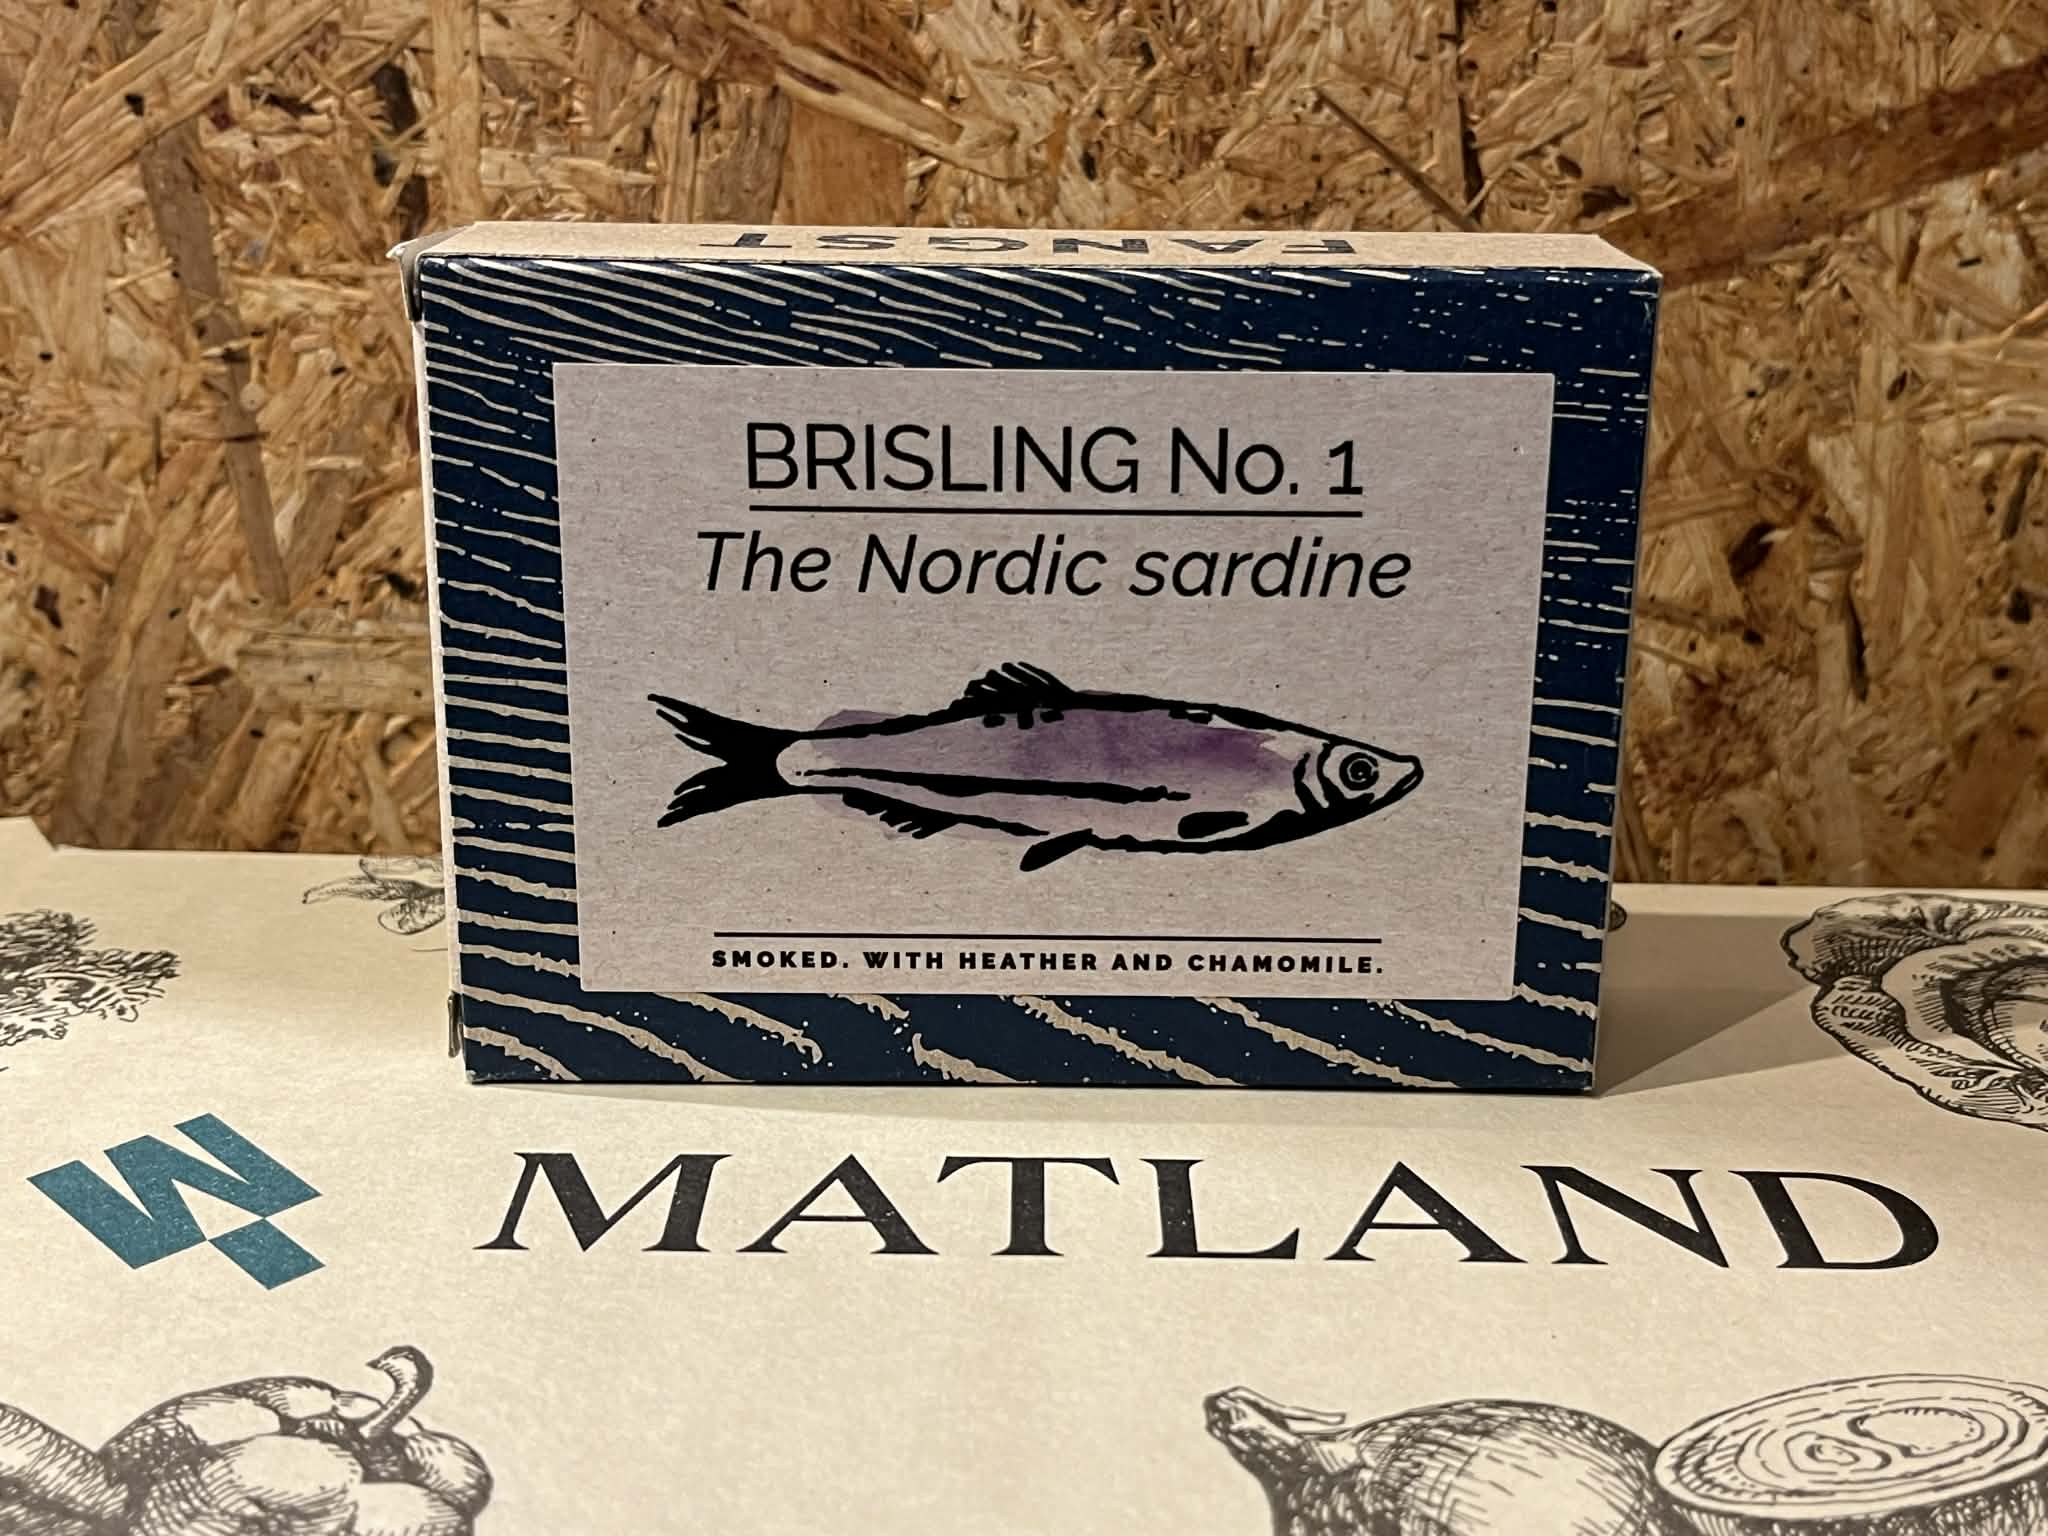 FANGST
BRISLING No. 1
The Nordic sardine
SMOKED. WITH HEATHER AND CHAMOMILE.
MATLAND